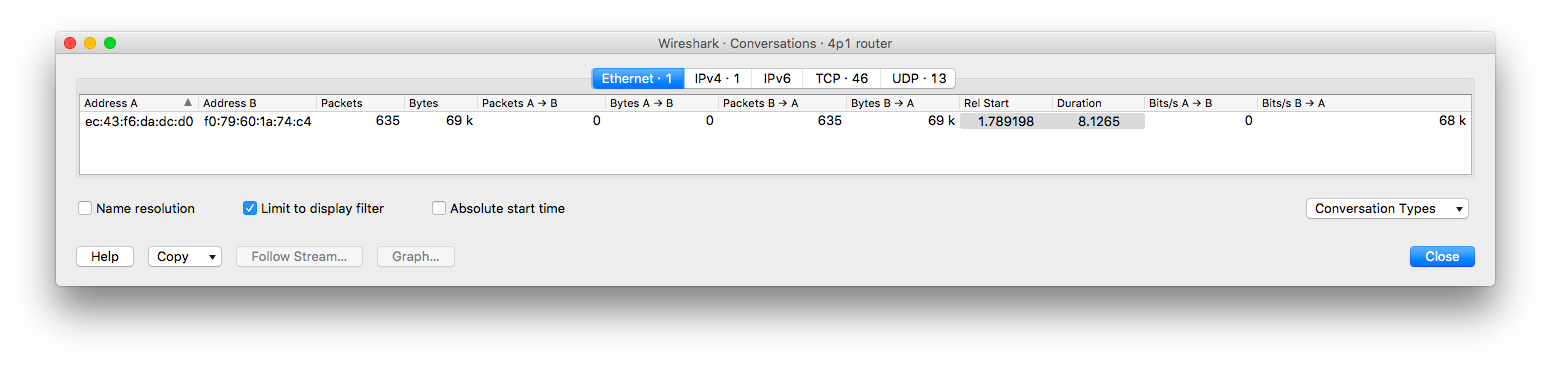 Wireshark · Conversations · 4p1 router
Ethernet · 1 IPv4 · 1 IPv6 TCP · 46 UDP · 13
Address A Address B Packets Bytes Packets A → B Bytes A → B Packets B → A Bytes B → A Rel Start Duration Bits/s A → B Bits/s B → A
ec:43:f6:da:dc:d0 f0:79:60:1a:74:c4 635 69 k 0 0 635 69 k 1.789198 8.1265 0 68 k
Name resolution Limit to display filter Absolute start time Conversation Types
Help Copy Follow Stream... Graph... Close